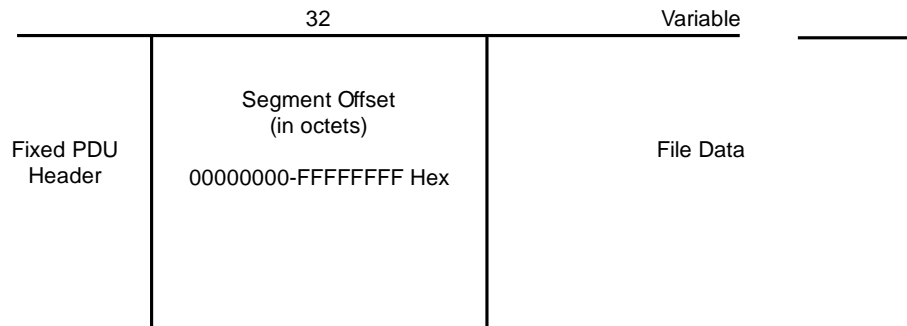 32
Variable
Fixed PDU
Header
Segment Offset
(in octets)
00000000-FFFFFFFF Hex
File Data